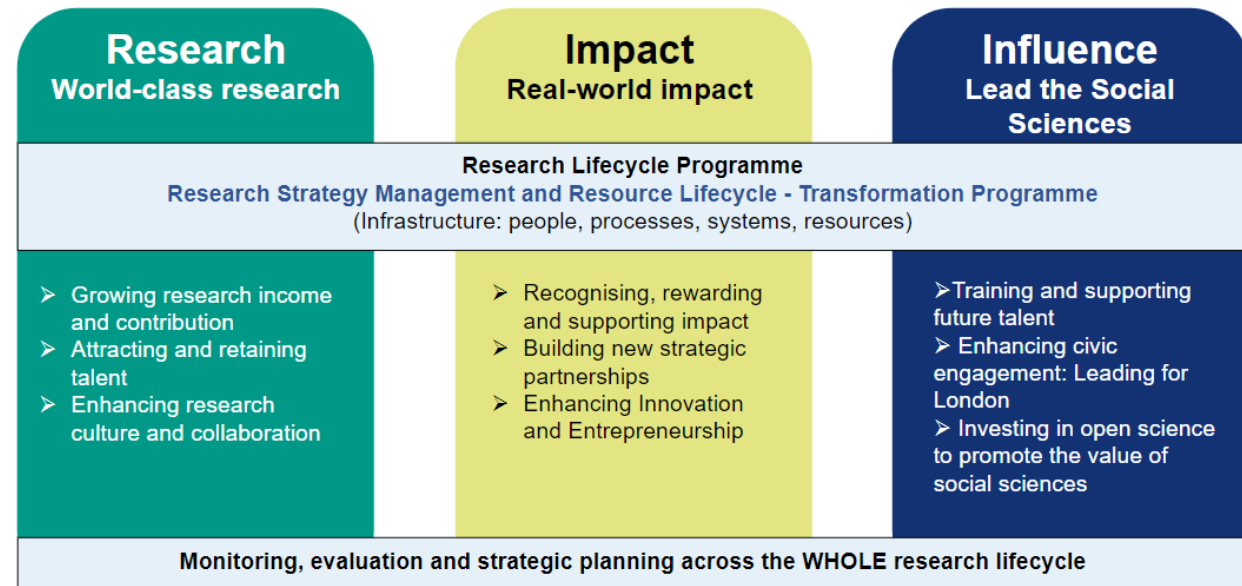 Research
World-class research
Impact
Real-world impact
Influence
Lead the Social
Sciences
Research Lifecycle Programme
Research Strategy Management and Resource Lifecycle - Transformation Programme
(Infrastructure: people, processes, systems, resources)
➢ Growing research income
and contribution
➢ Attracting and retaining
talent
➢ Enhancing research
culture and collaboration
➢ Recognising, rewarding
and supporting impact
➢ Building new strategic
partnerships
➢ Enhancing Innovation
and Entrepreneurship
➢Training and supporting
future talent
➢ Enhancing civic
engagement: Leading for
London
➢ Investing in open science
to promote the value of
social sciences
Monitoring, evaluation and strategic planning across the WHOLE research lifecycle